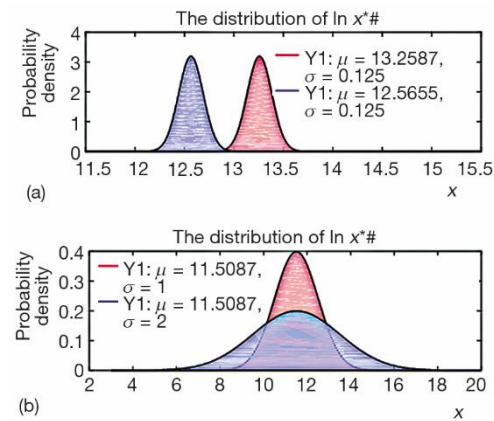 The distribution of ln x*#
Probability
density
4
3
2
1
0
Y1: μ = 13.2587,
σ = 0.125
Y1: μ = 12.5655,
σ = 0.125
11.5 12 12.5 13 13.5 14 14.5 15 15.5
x
(a)
The distribution of ln x*#
Probability
density
0.4
0.3
0.2
0.1
0
Y1: μ = 11.5087,
σ = 1
Y1: μ = 11.5087,
σ = 2
2 4 6 8 10 12 14 16 18 20
x
(b)